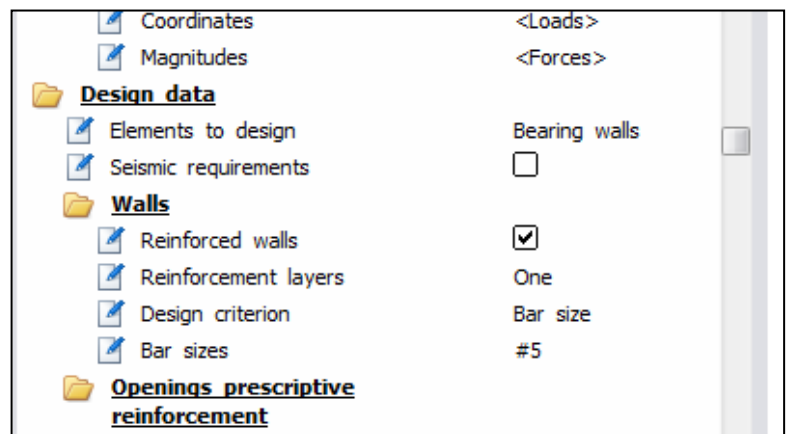 Coordinates <Loads>
Magnitudes <Forces>
Design data
Elements to design Bearing walls
Seismic requirements
Walls
Reinforced walls
Reinforcement layers One
Design criterion Bar size
Bar sizes #5
Openings prescriptive
reinforcement